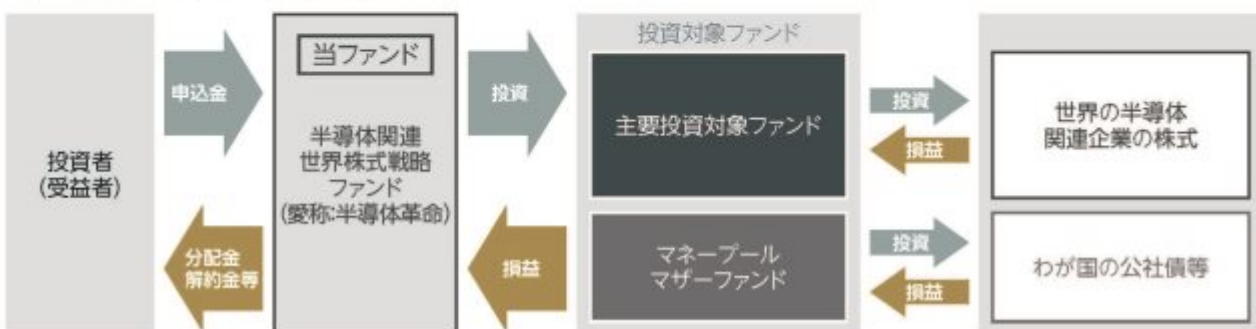 投資者
(受益者)
申込金
分配金
解約金等
当ファンド
半導体関連
世界株式戦略
ファンド
(愛称:半導体革命)
投資
損益
投資対象ファンド
主要投資対象ファンド
マネープール
マザーファンド
投資
損益
投資
損益
世界の半導体
関連企業の株式
わが国の公社債等